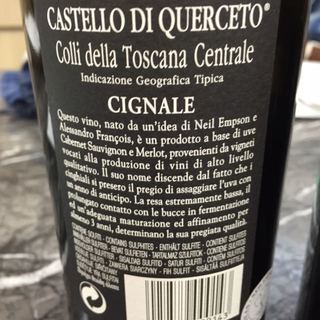 CASTELLO DI QUERCETO®
Colli della Toscana Centrale
Indicazione Geografica Tipica
CIGNALE
Questo vino, nato da un'idea di Neil Empson e
Alessandro François, è un prodotto a base di uve
Cabernet Sauvignon e Merlot, provenienti da vigneti
vocati alla produzione di vini di alto livello
qualitativo. Il suo nome discende dal fatto che i
cinghiali si presero il pregio di assaggiare l'uva con
un anno di anticipo. La resa estremamente bassa, il
prolungato contatto con le bucce in fermentazione
ed un'adeguata maturazione ed affinamento per
3 anni, determinano la sua pregiata qualità.
CONTAINS SULPHITES - ENTHÄLT SULFITE